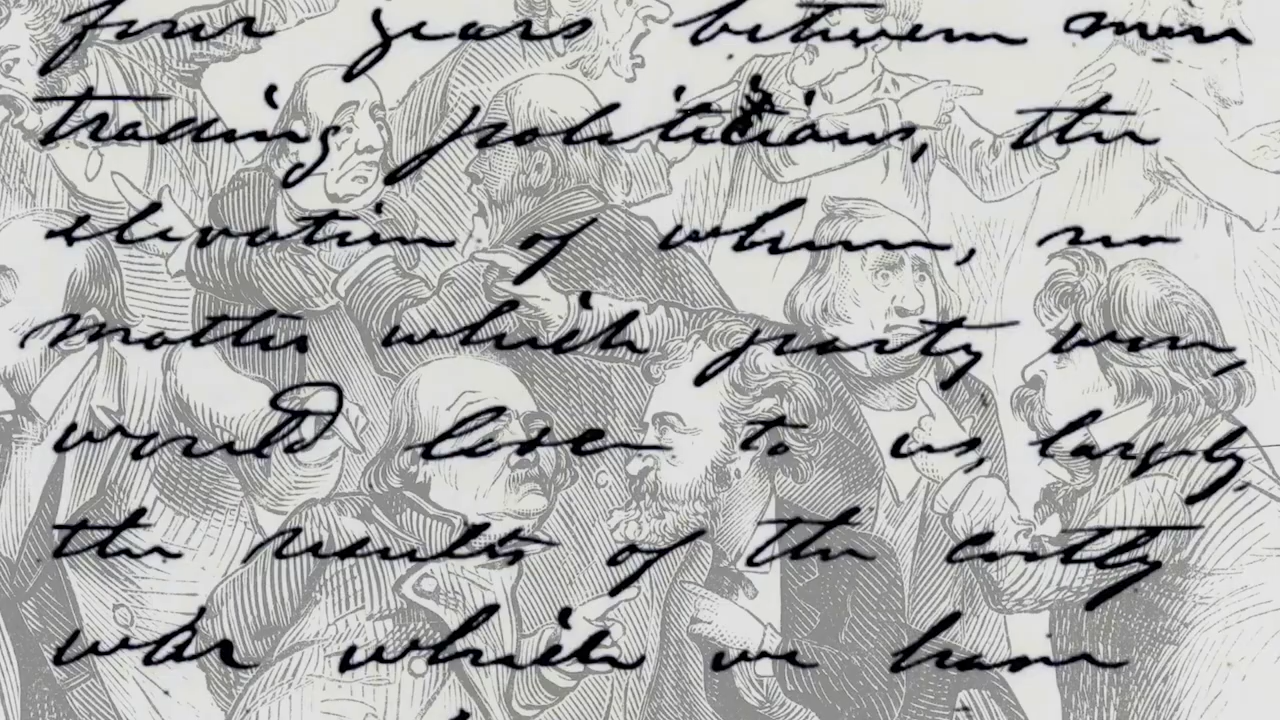 four years between mere
trading politicians, the
elevation of whom, no
matter which party won,
would lose to us, largely,
the results of the costly
war which we have